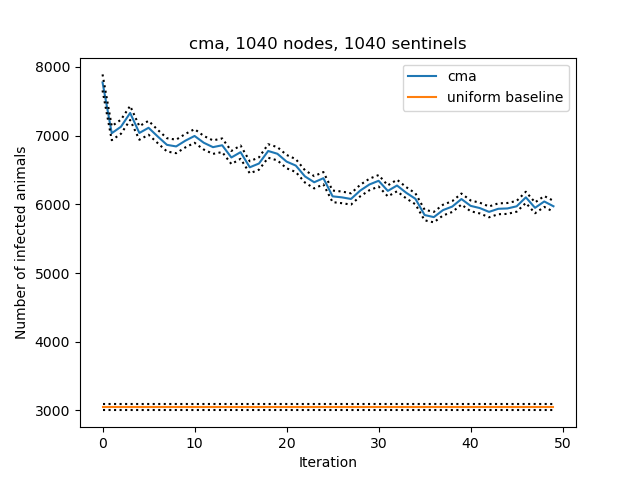 cma, 1040 nodes, 1040 sentinels
cma
uniform baseline
8000
7000
6000
5000
4000
3000
Number of infected animals
0 10 20 30 40 50
Iteration